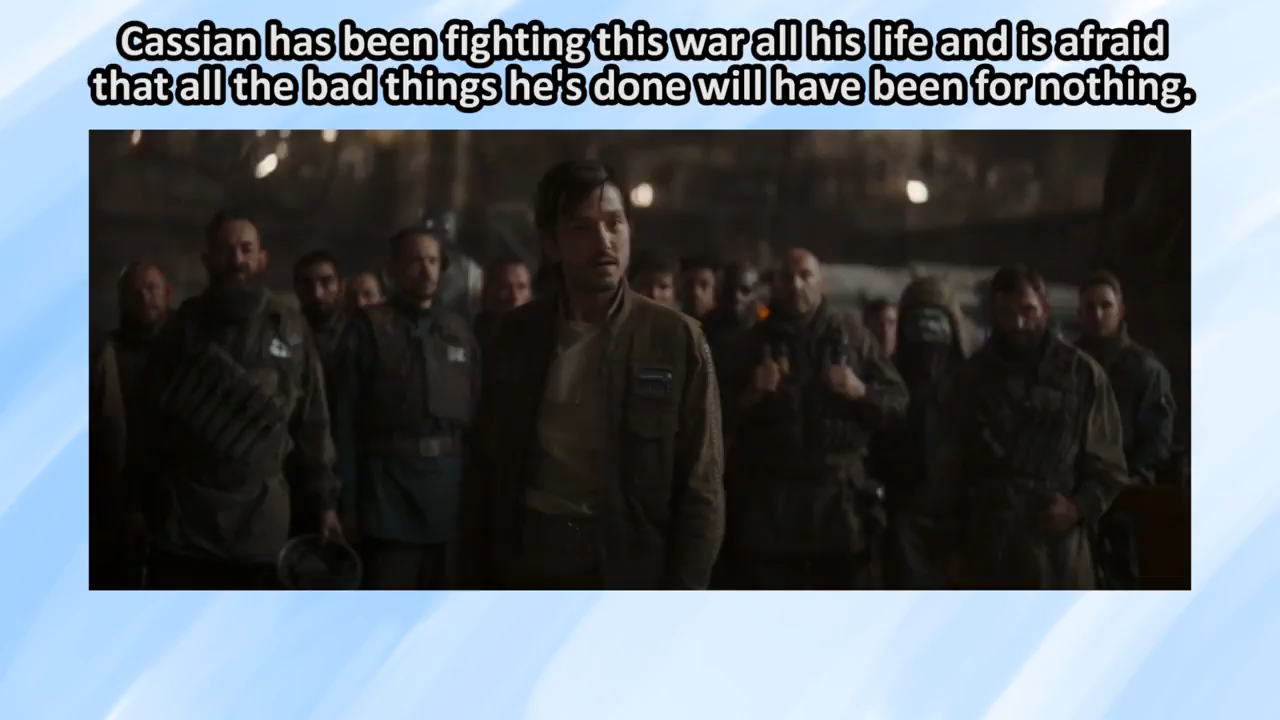 Cassian has been fighting this war all his life and is afraid
that all the bad things he's done will have been for nothing.